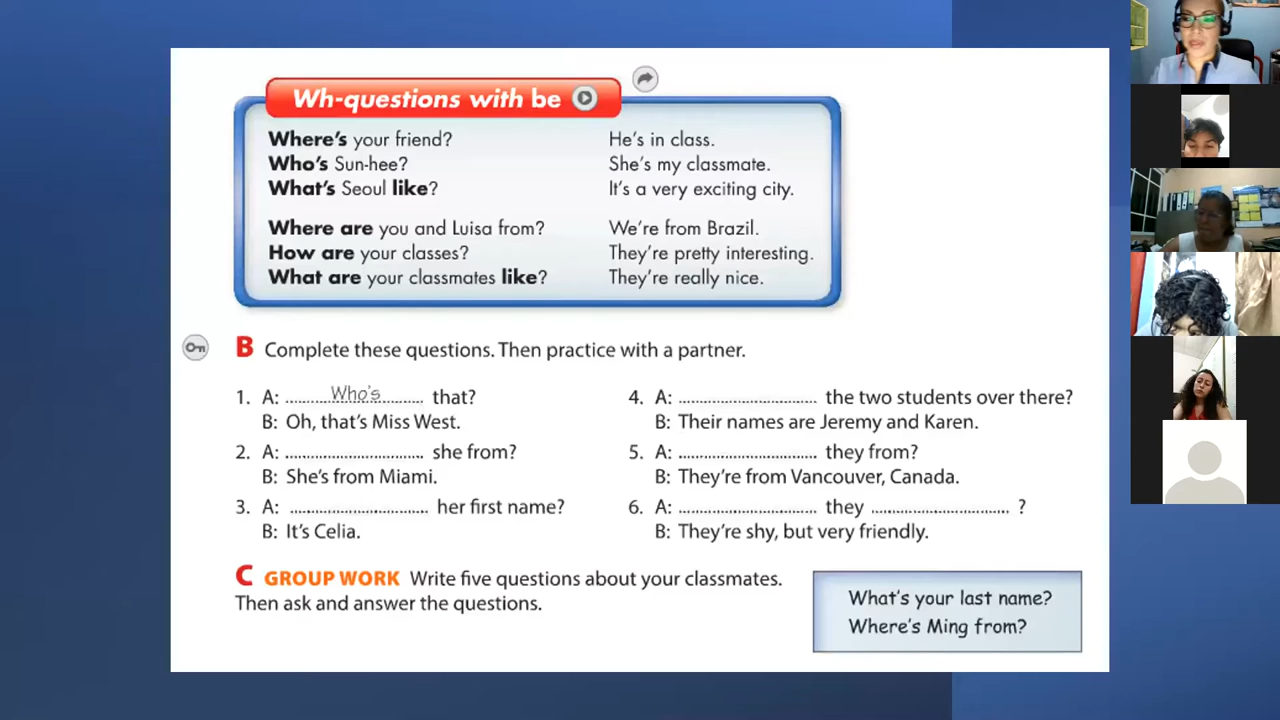 Wh-questions with be
Where's your friend? He's in class.
Who's Sun-hee? She's my classmate.
What's Seoul like? It's a very exciting city.
Where are you and Luisa from? We're from Brazil.
How are your classes? They're pretty interesting.
What are your classmates like? They're really nice.
B Complete these questions. Then practice with a partner.
1. A: .............................. that?
Who's
B: Oh, that's Miss West.
2. A: .............................. she from?
B: She's from Miami.
3. A: .............................. her first name?
B: It's Celia.
4. A: .............................. the two students over there?
B: Their names are Jeremy and Karen.
5. A: .............................. they from?
B: They're from Vancouver, Canada.
6. A: .............................. they .............................. ?
B: They're shy, but very friendly.
C GROUP WORK Write five questions about your classmates.
Then ask and answer the questions.
What's your last name?
Where's Ming from?